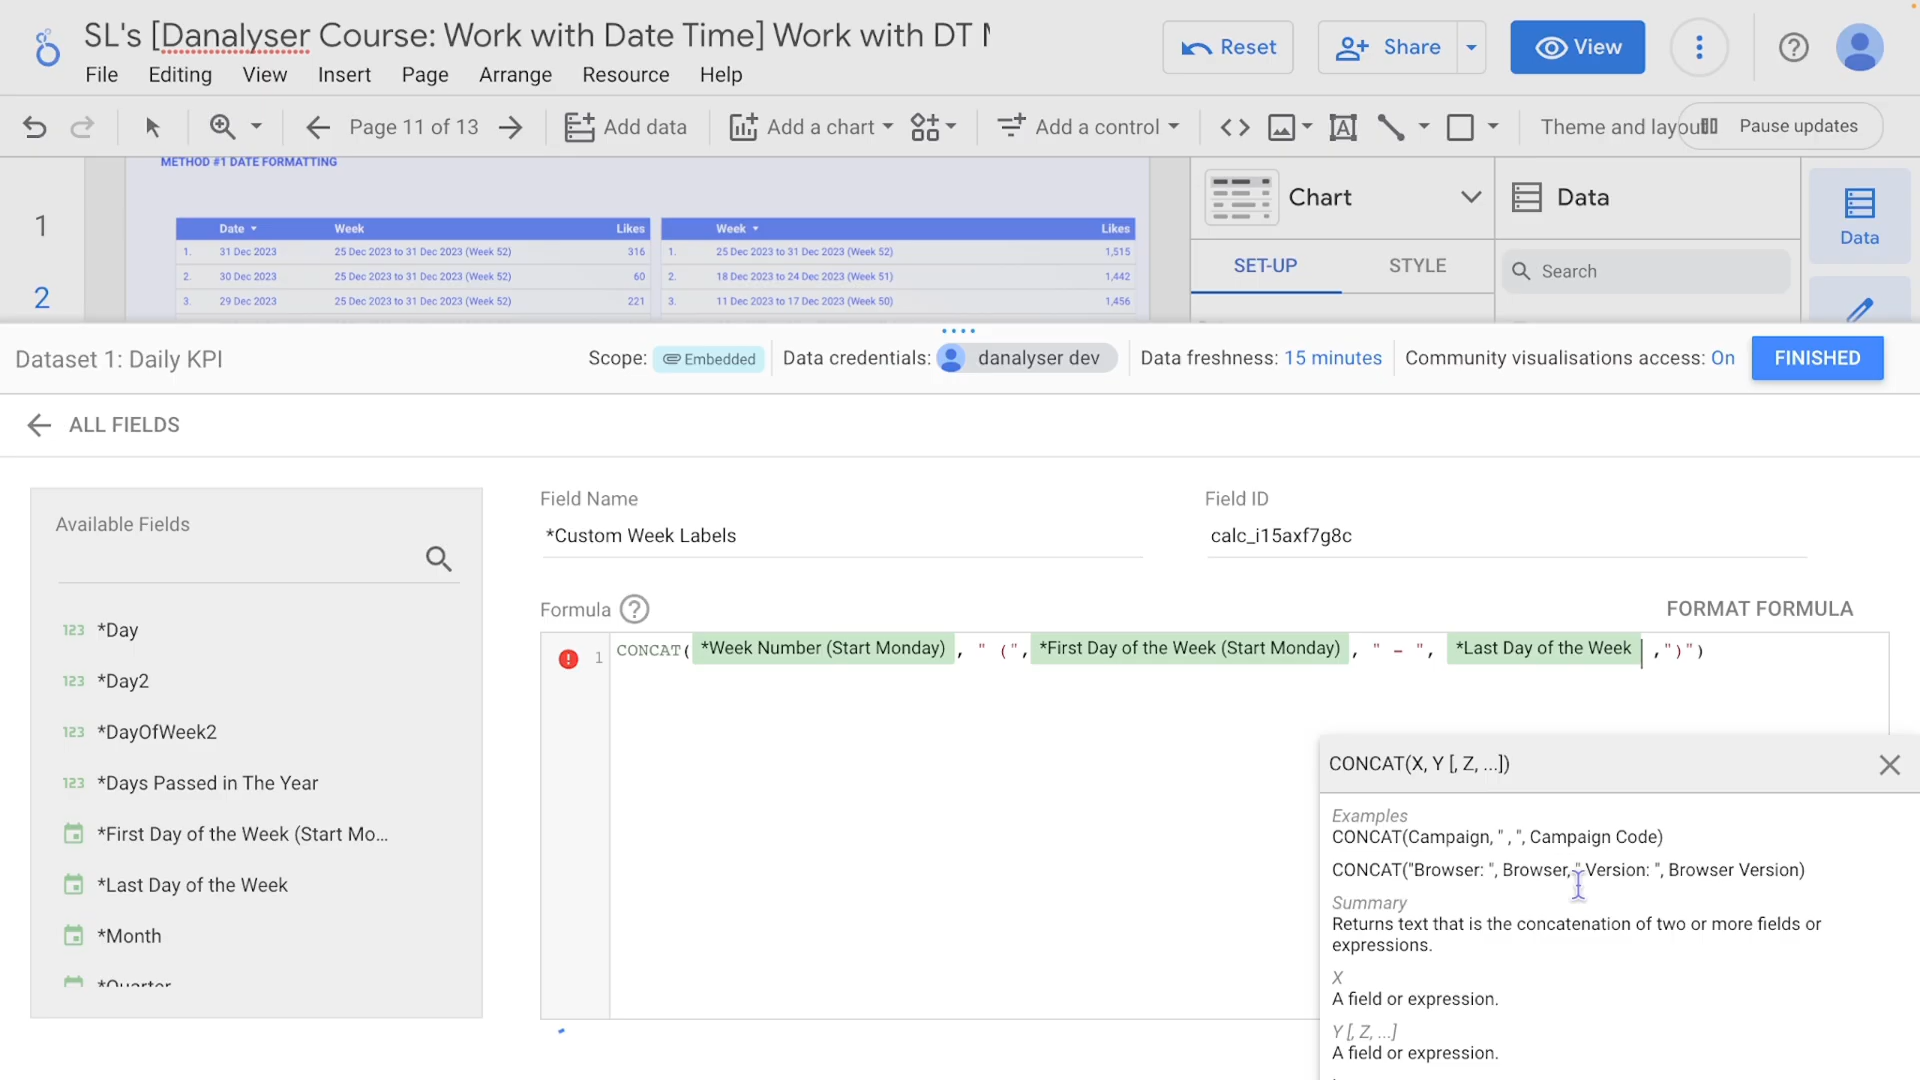 SL's [Danalyser Course: Work with Date Time] Work with DT
Reset
Share
View
File Editing View Insert Page Arrange Resource Help
Page 11 of 13
Add data
Add a chart
Add a control
Theme and layou
Pause updates
METHOD #1 DATE FORMATTING
Date Week Likes
1. 31 Dec 2023 25 Dec 2023 to 31 Dec 2023 (Week 52) 316
2. 30 Dec 2023 25 Dec 2023 to 31 Dec 2023 (Week 52) 60
3. 29 Dec 2023 25 Dec 2023 to 31 Dec 2023 (Week 52) 221
Week Likes
1. 25 Dec 2023 to 31 Dec 2023 (Week 52) 1,515
2. 18 Dec 2023 to 24 Dec 2023 (Week 51) 1,442
3. 11 Dec 2023 to 17 Dec 2023 (Week 50) 1,456
1
2
Chart
SET-UP STYLE
Data
Search
Data
Dataset 1: Daily KPI
Scope: Embedded
Data credentials: danalyser dev
Data freshness: 15 minutes
Community visualisations access: On
FINISHED
ALL FIELDS
Available Fields
123 *Day
123 *Day2
123 *DayOfWeek2
123 *Days Passed in The Year
*First Day of the Week (Start Mo...
*Last Day of the Week
*Month
*Quarter
Field Name
*Custom Week Labels
Field ID
calc_i15axf7g8c
Formula
FORMAT FORMULA
1 CONCAT( *Week Number (Start Monday) , " (", *First Day of the Week (Start Monday) , " - ", *Last Day of the Week ,")")
CONCAT(X, Y [, Z, ...])
Examples
CONCAT(Campaign, " , ", Campaign Code)
CONCAT("Browser: ", Browser, " Version: ", Browser Version)
Summary
Returns text that is the concatenation of two or more fields or
expressions.
X
A field or expression.
Y [, Z, ...]
A field or expression.